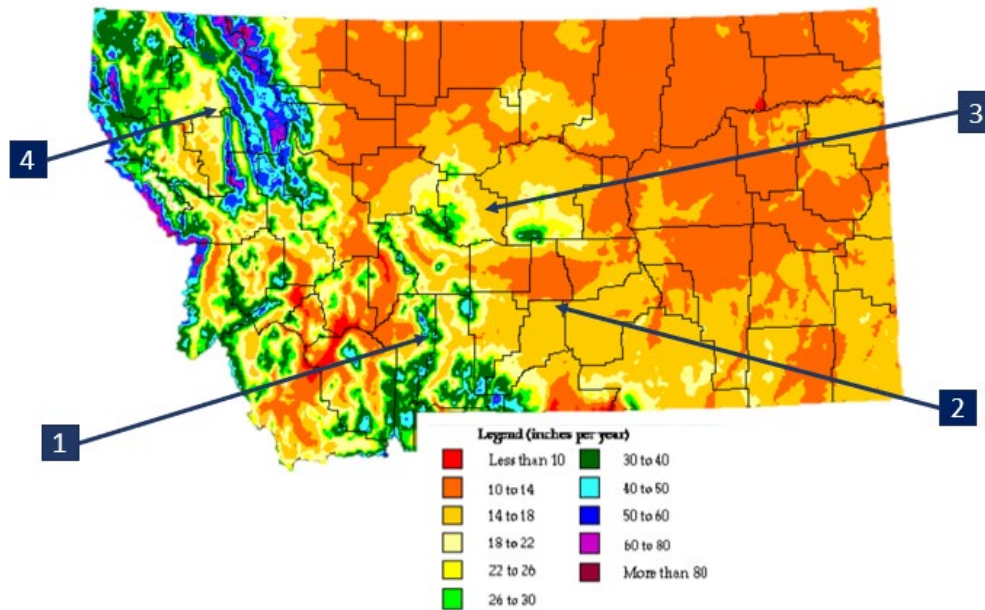 4
3
1
2
Legend (inches per year)
Less than 10
10 to 14
14 to 18
18 to 22
22 to 26
26 to 30
30 to 40
40 to 50
50 to 60
60 to 80
More than 80